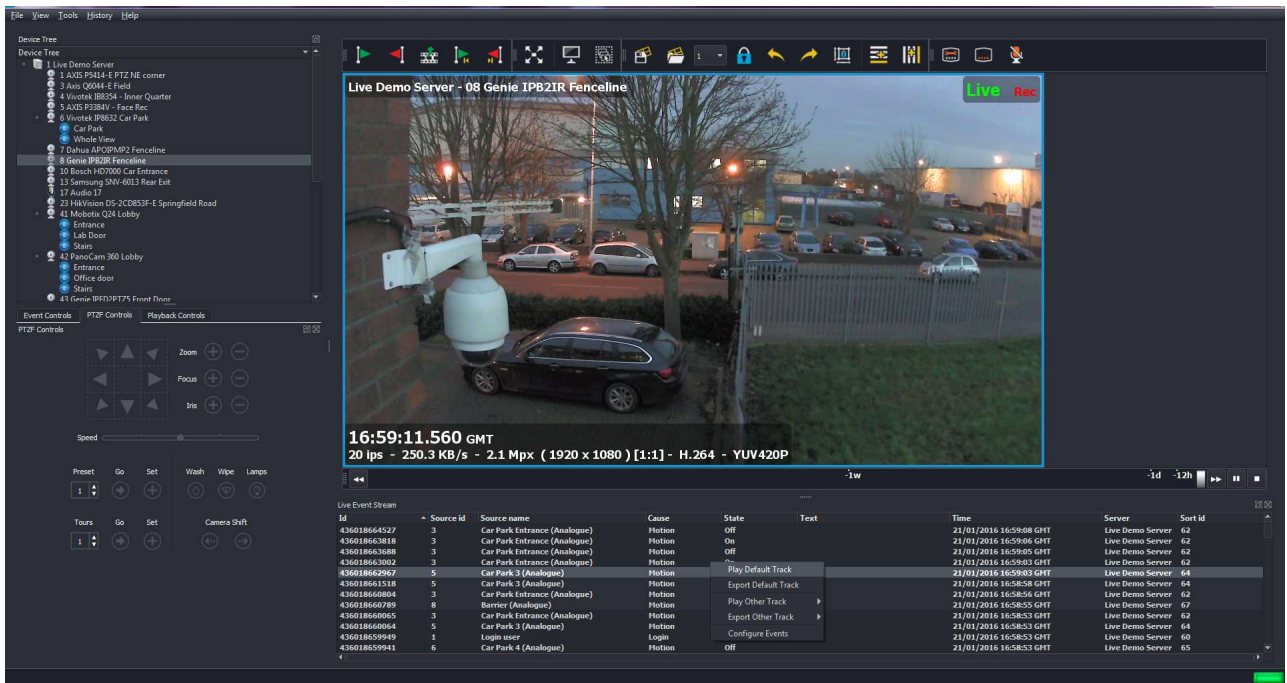 File View Tools History Help
Device Tree
Device Tree
1 Live Demo Server
1 AXIS P5414-E PTZ NE corner
3 Axis Q6044-E Field
4 Vivotek IB8354 - Inner Quarter
5 AXIS P3384V - Face Rec
6 Vivotek IP8632 Car Park
Car Park
Whole View
7 Dahua APOIPMP2 Fenceline
8 Genie IPB2IR Fenceline
10 Bosch HD7000 Car Entrance
13 Samsung SNV-6013 Rear Exit
17 Audio 17
23 HikVision DS-2CD853F-E Springfield Road
41 Mobotix Q24 Lobby
Entrance
Lab Door
Stairs
42 PanoCam 360 Lobby
Entrance
Office door
Stairs
43 Genie IPFD2PTZ5 Front Door
Event Controls PTZF Controls Playback Controls
PTZF Controls
Zoom
Focus
Iris
Speed
Preset Go Set Wash Wipe Lamps
1
Tours Go Set Camera Shift
1
1
Live Demo Server - 08 Genie IPB2IR Fenceline
Live Rec
16:59:11.560 GMT
20 ips - 250.3 KB/s - 2.1 Mpx ( 1920 x 1080 ) [1:1] - H.264 - YUV420P
-1w -1d -12h
Live Event Stream
Id Source id Source name Cause State Text Time Server Sort id
436018664527 3 Car Park Entrance (Analogue) Motion Off 21/01/2016 16:59:08 GMT Live Demo Server 62
436018663818 3 Car Park Entrance (Analogue) Motion On 21/01/2016 16:59:06 GMT Live Demo Server 62
436018663688 3 Car Park Entrance (Analogue) Motion Off 21/01/2016 16:59:05 GMT Live Demo Server 62
436018663002 3 Car Park Entrance (Analogue) Motion On 21/01/2016 16:59:03 GMT Live Demo Server 62
436018662967 5 Car Park 3 (Analogue) Motion 21/01/2016 16:59:03 GMT Live Demo Server 64
436018661518 5 Car Park 3 (Analogue) Motion 21/01/2016 16:58:58 GMT Live Demo Server 64
436018660804 3 Car Park Entrance (Analogue) Motion 21/01/2016 16:58:56 GMT Live Demo Server 62
436018660789 8 Barrier (Analogue) Motion 21/01/2016 16:58:55 GMT Live Demo Server 67
436018660065 3 Car Park Entrance (Analogue) Motion 21/01/2016 16:58:53 GMT Live Demo Server 62
436018660064 5 Car Park 3 (Analogue) Motion 21/01/2016 16:58:53 GMT Live Demo Server 64
436018659949 1 Login user Login 21/01/2016 16:58:53 GMT Live Demo Server 60
436018659941 6 Car Park 4 (Analogue) Motion Off 21/01/2016 16:58:53 GMT Live Demo Server 65
Play Default Track
Export Default Track
Play Other Track
Export Other Track
Configure Events